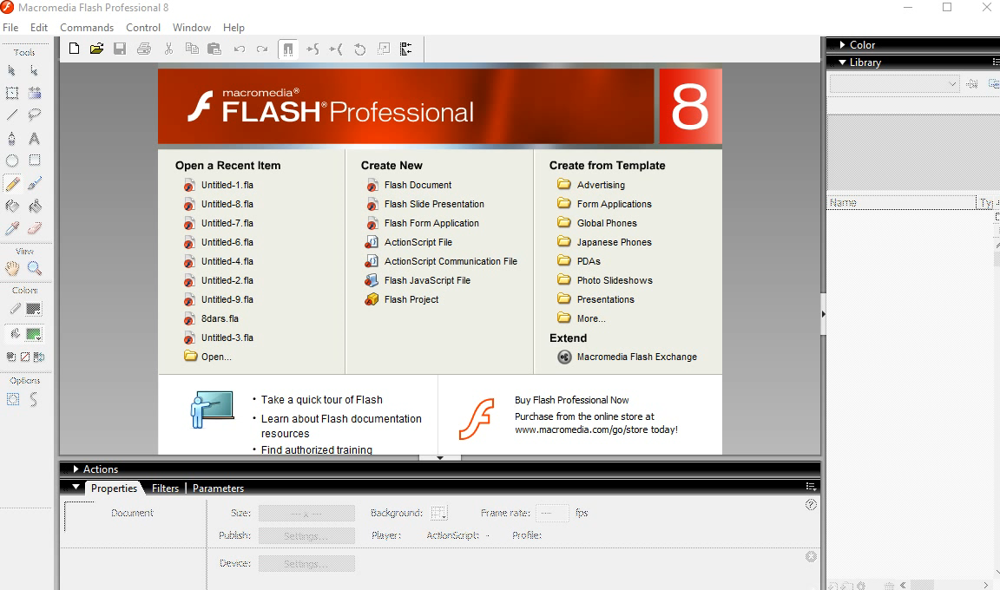 Macromedia Flash Professional 8
File Edit Commands Control Window Help
Tools
View
Colors
Options
macromedia®
FLASH® Professional
8
Open a Recent Item
Untitled-1.fla
Untitled-8.fla
Untitled-7.fla
Untitled-6.fla
Untitled-4.fla
Untitled-2.fla
Untitled-9.fla
8dars.fla
Untitled-3.fla
Open...
Create New
Flash Document
Flash Slide Presentation
Flash Form Application
ActionScript File
ActionScript Communication File
Flash JavaScript File
Flash Project
Create from Template
Advertising
Form Applications
Global Phones
Japanese Phones
PDAs
Photo Slideshows
Presentations
More...
Extend
Macromedia Flash Exchange
• Take a quick tour of Flash
• Learn about Flash documentation
resources
• Find authorized training
Buy Flash Professional Now
Purchase from the online store at
www.macromedia.com/go/store today!
Color
Library
Name
Actions
Properties Filters Parameters
Document
Size: --- x ---
Background:
Frame rate: --- fps
Publish: Settings...
Player: ActionScript: - Profile:
Device: Settings...